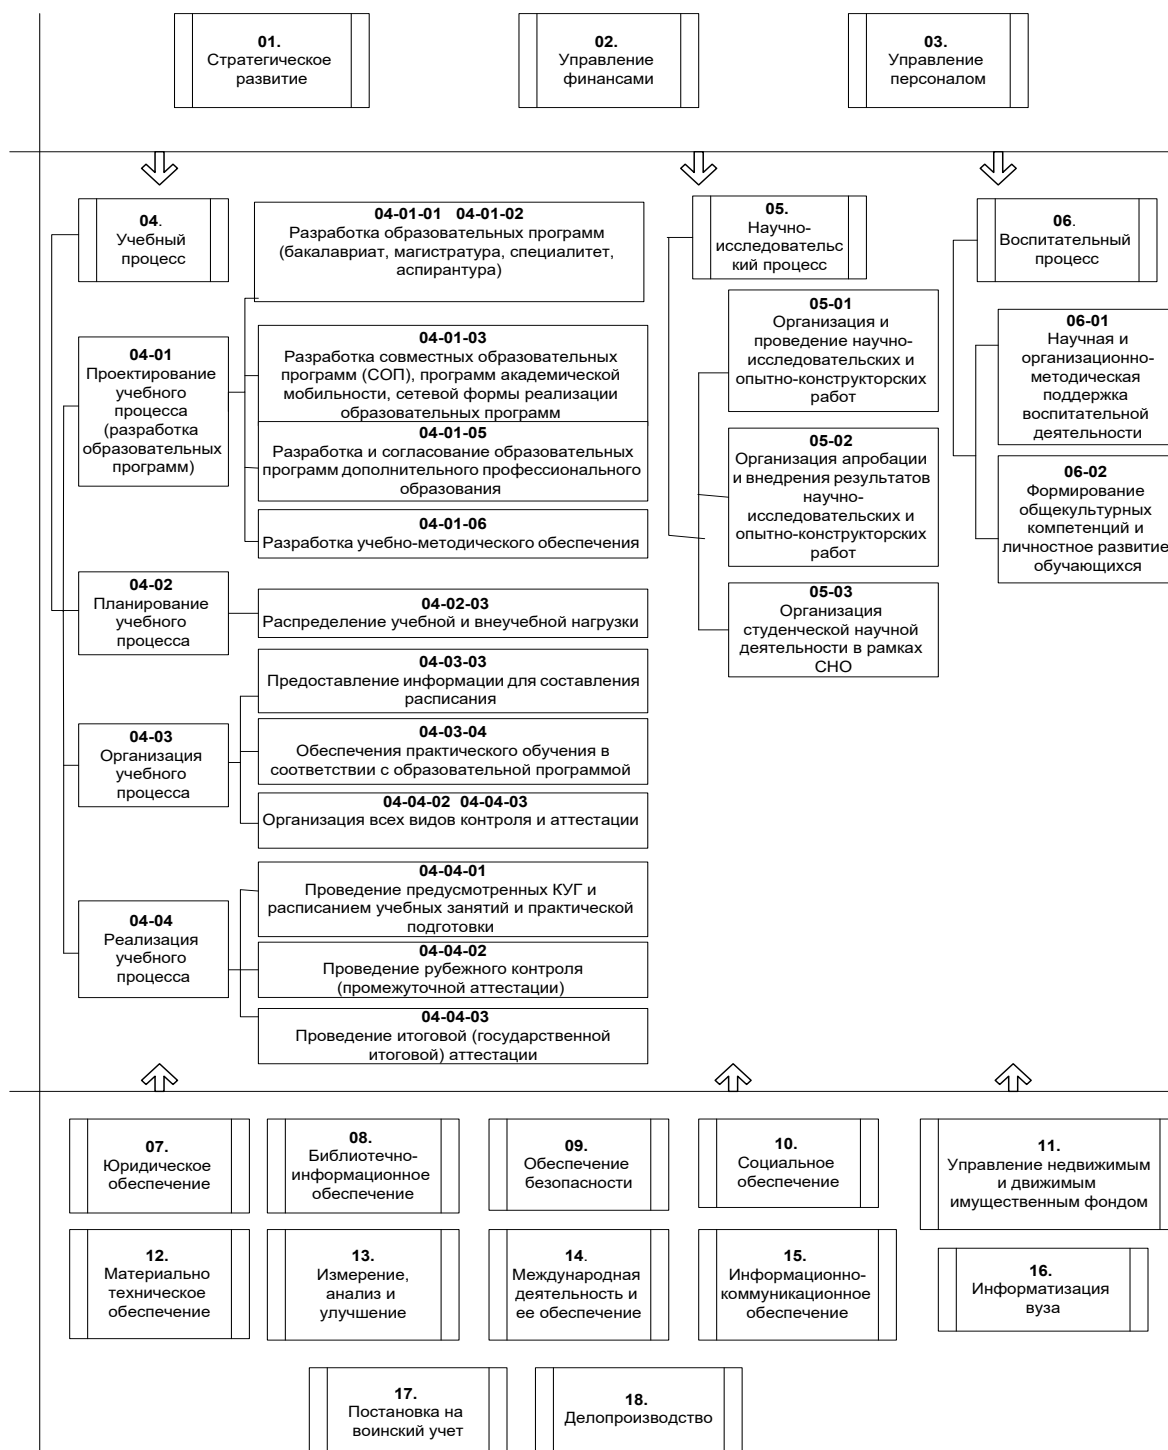 01.
Стратегическое
развитие
02.
Управление
финансами
03.
Управление
персоналом
04.
Учебный
процесс
04-01-01 04-01-02
Разработка образовательных программ
(бакалавриат, магистратура, специалитет,
аспирантура)
04-01
Проектирование
учебного
процесса
(разработка
образовательных
программ)
04-01-03
Разработка совместных образовательных
программ (СОП), программ академической
мобильности, сетевой формы реализации
образовательных программ
04-01-05
Разработка и согласование образовательных
программ дополнительного профессионального
образования
04-01-06
Разработка учебно-методического обеспечения
04-02
Планирование
учебного
процесса
04-02-03
Распределение учебной и внеучебной нагрузки
04-03
Организация
учебного
процесса
04-03-03
Предоставление информации для составления
расписания
04-03-04
Обеспечения практического обучения в
соответствии с образовательной программой
04-04-02 04-04-03
Организация всех видов контроля и аттестации
04-04
Реализация
учебного
процесса
04-04-01
Проведение предусмотренных КУГ и
расписанием учебных занятий и практической
подготовки
04-04-02
Проведение рубежного контроля
(промежуточной аттестации)
04-04-03
Проведение итоговой (государственной
итоговой) аттестации
05.
Научно-
исследовательс
кий процесс
05-01
Организация и
проведение научно-
исследовательских и
опытно-конструкторских
работ
05-02
Организация апробации
и внедрения результатов
научно-
исследовательских и
опытно-конструкторских
работ
05-03
Организация
студенческой научной
деятельности в рамках
СНО
06.
Воспитательный
процесс
06-01
Научная и
организационно-
методическая
поддержка
воспитательной
деятельности
06-02
Формирование
общекультурных
компетенций и
личностное развитие
обучающихся
07.
Юридическое
обеспечение
08.
Библиотечно-
информационное
обеспечение
09.
Обеспечение
безопасности
10.
Социальное
обеспечение
11.
Управление недвижимым
и движимым
имущественным фондом
12.
Материально
техническое
обеспечение
13.
Измерение,
анализ и
улучшение
14.
Международная
деятельность и
ее обеспечение
15.
Информационно-
коммуникационное
обеспечение
16.
Информатизация
вуза
17.
Постановка на
воинский учет
18.
Делопроизводство